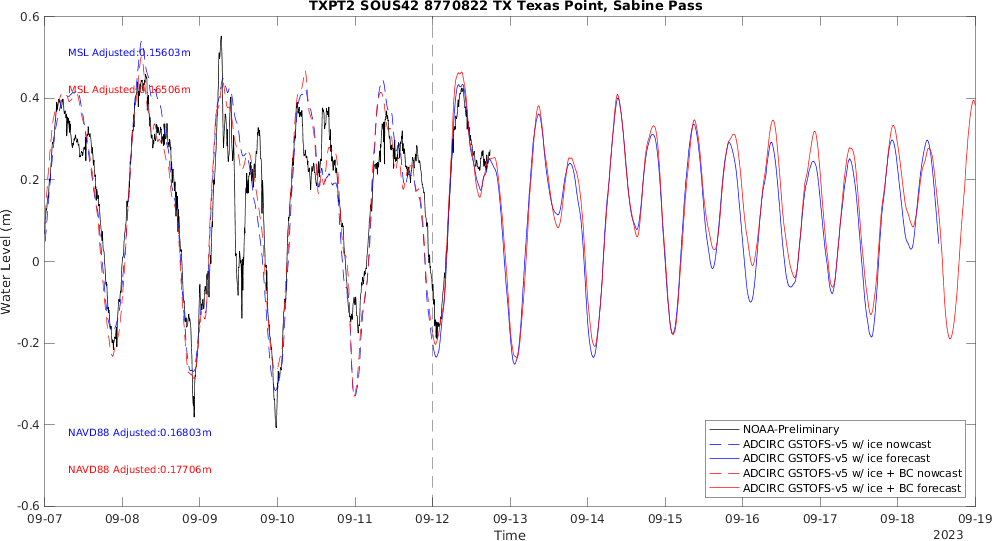 TXPT2 SOUS42 8770822 TX Texas Point, Sabine Pass
Water Level (m)
0.6
0.4
0.2
0
-0.2
-0.4
-0.6
MSL Adjusted:0.15603m
MSL Adjusted:0.16506m
NAVD88 Adjusted:0.16803m
NAVD88 Adjusted:0.17706m
NOAA-Preliminary
ADCIRC GSTOFS-v5 w/ ice nowcast
ADCIRC GSTOFS-v5 w/ ice forecast
ADCIRC GSTOFS-v5 w/ ice + BC nowcast
ADCIRC GSTOFS-v5 w/ ice + BC forecast
09-07 09-08 09-09 09-10 09-11 09-12 09-13 09-14 09-15 09-16 09-17 09-18 09-19
Time
2023